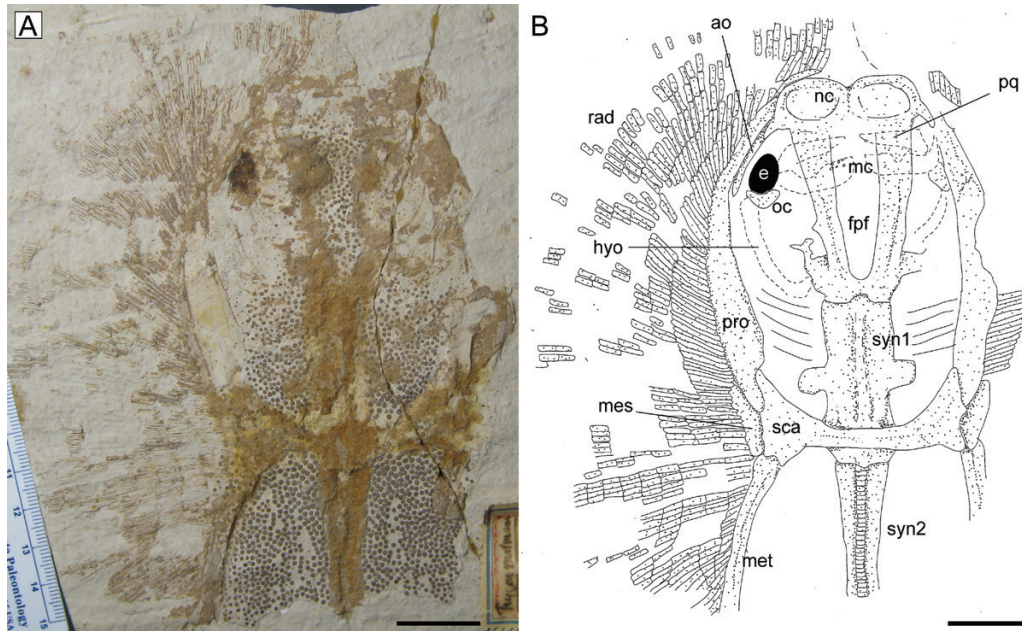 A
B
ao
nc
pq
rad
e
mc
oc
fpf
hyo
pro
syn1
mes
sca
syn2
met
11
12
13
14
15
in Paleontology